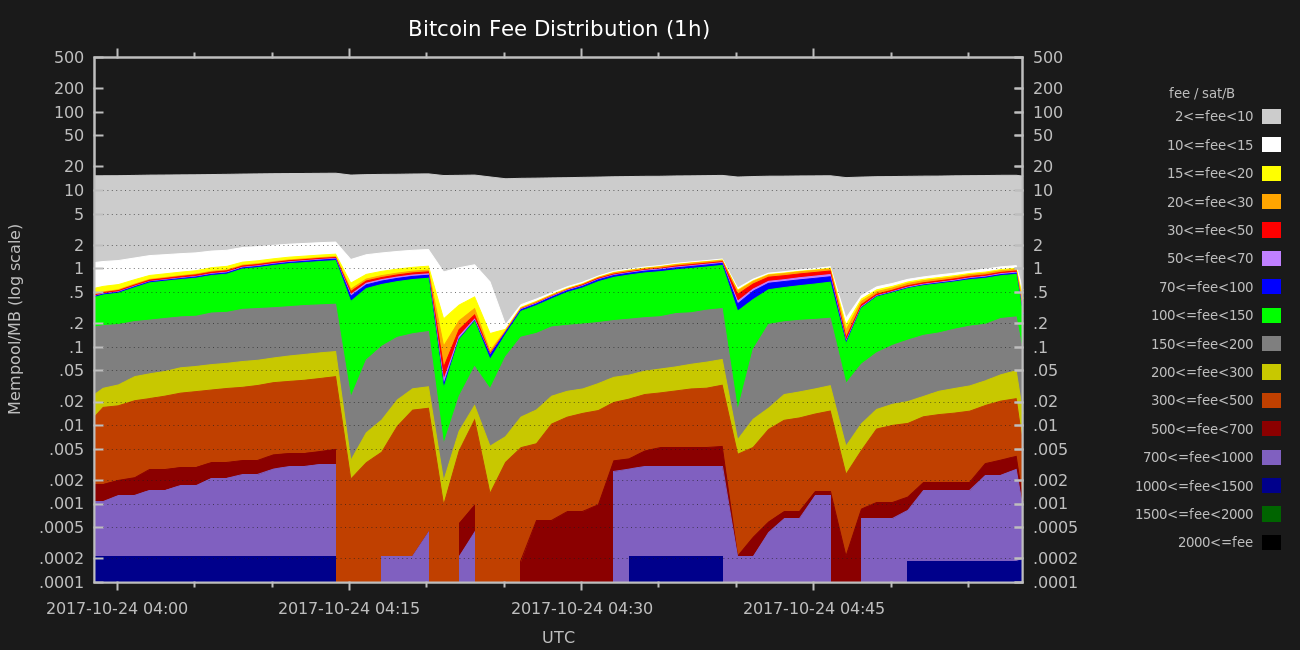 Bitcoin Fee Distribution (1h)
500 500
200 200
100 100
50 50
20 20
10 10
5 5
2 2
1 1
.5 .5
.2 .2
.1 .1
.05 .05
.02 .02
.01 .01
.005 .005
.002 .002
.001 .001
.0005 .0005
.0002 .0002
.0001 .0001
Mempool/MB (log scale)
2017-10-24 04:00 2017-10-24 04:15 2017-10-24 04:30 2017-10-24 04:45
UTC
fee / sat/B
2<=fee<10
10<=fee<15
15<=fee<20
20<=fee<30
30<=fee<50
50<=fee<70
70<=fee<100
100<=fee<150
150<=fee<200
200<=fee<300
300<=fee<500
500<=fee<700
700<=fee<1000
1000<=fee<1500
1500<=fee<2000
2000<=fee